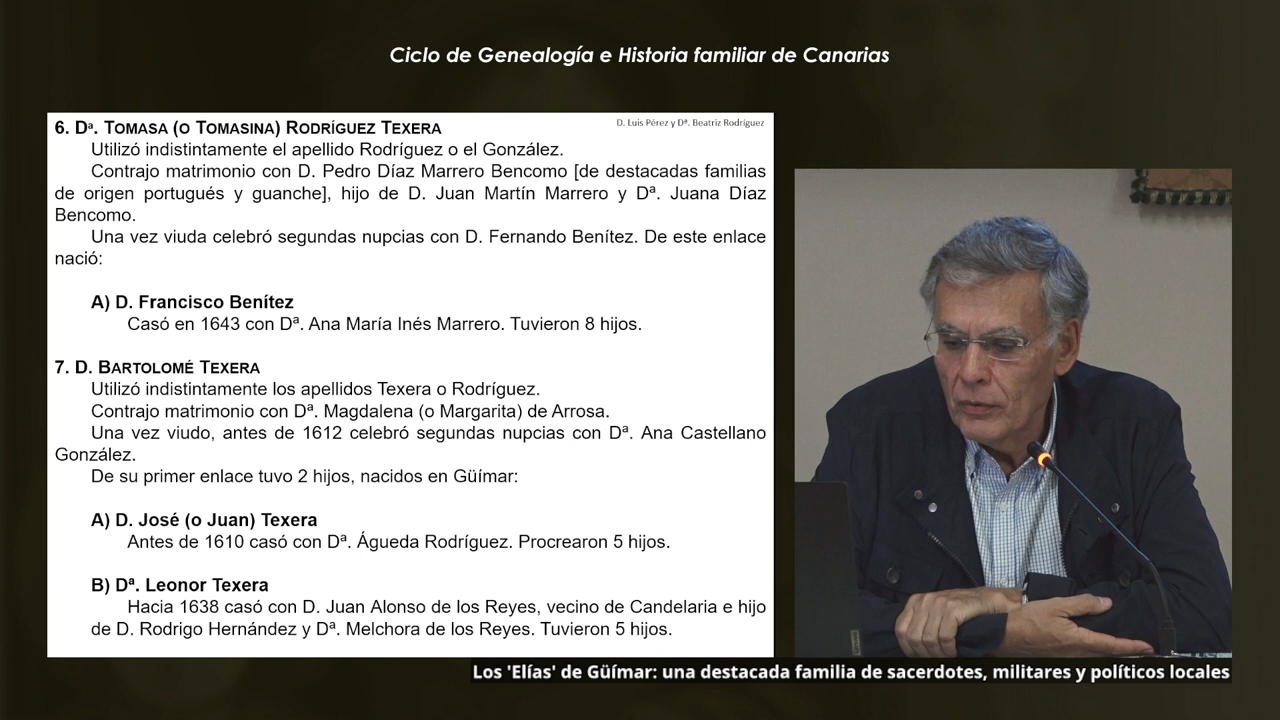 Ciclo de Genealogía e Historia familiar de Canarias
D. Luis Pérez y Dª. Beatriz Rodríguez
6. Dª. TOMASA (O TOMASINA) RODRÍGUEZ TEXERA
Utilizó indistintamente el apellido Rodríguez o el González.
Contrajo matrimonio con D. Pedro Díaz Marrero Bencomo [de destacadas familias
de origen portugués y guanche], hijo de D. Juan Martín Marrero y Dª. Juana Díaz
Bencomo.
Una vez viuda celebró segundas nupcias con D. Fernando Benítez. De este enlace
nació:
A) D. Francisco Benítez
Casó en 1643 con Dª. Ana María Inés Marrero. Tuvieron 8 hijos.
7. D. BARTOLOMÉ TEXERA
Utilizó indistintamente los apellidos Texera o Rodríguez.
Contrajo matrimonio con Dª. Magdalena (o Margarita) de Arrosa.
Una vez viudo, antes de 1612 celebró segundas nupcias con Dª. Ana Castellano
González.
De su primer enlace tuvo 2 hijos, nacidos en Güímar:
A) D. José (o Juan) Texera
Antes de 1610 casó con Dª. Águeda Rodríguez. Procrearon 5 hijos.
B) Dª. Leonor Texera
Hacia 1638 casó con D. Juan Alonso de los Reyes, vecino de Candelaria e hijo
de D. Rodrigo Hernández y Dª. Melchora de los Reyes. Tuvieron 5 hijos.
Los 'Elías' de Güímar: una destacada familia de sacerdotes, militares y políticos locales